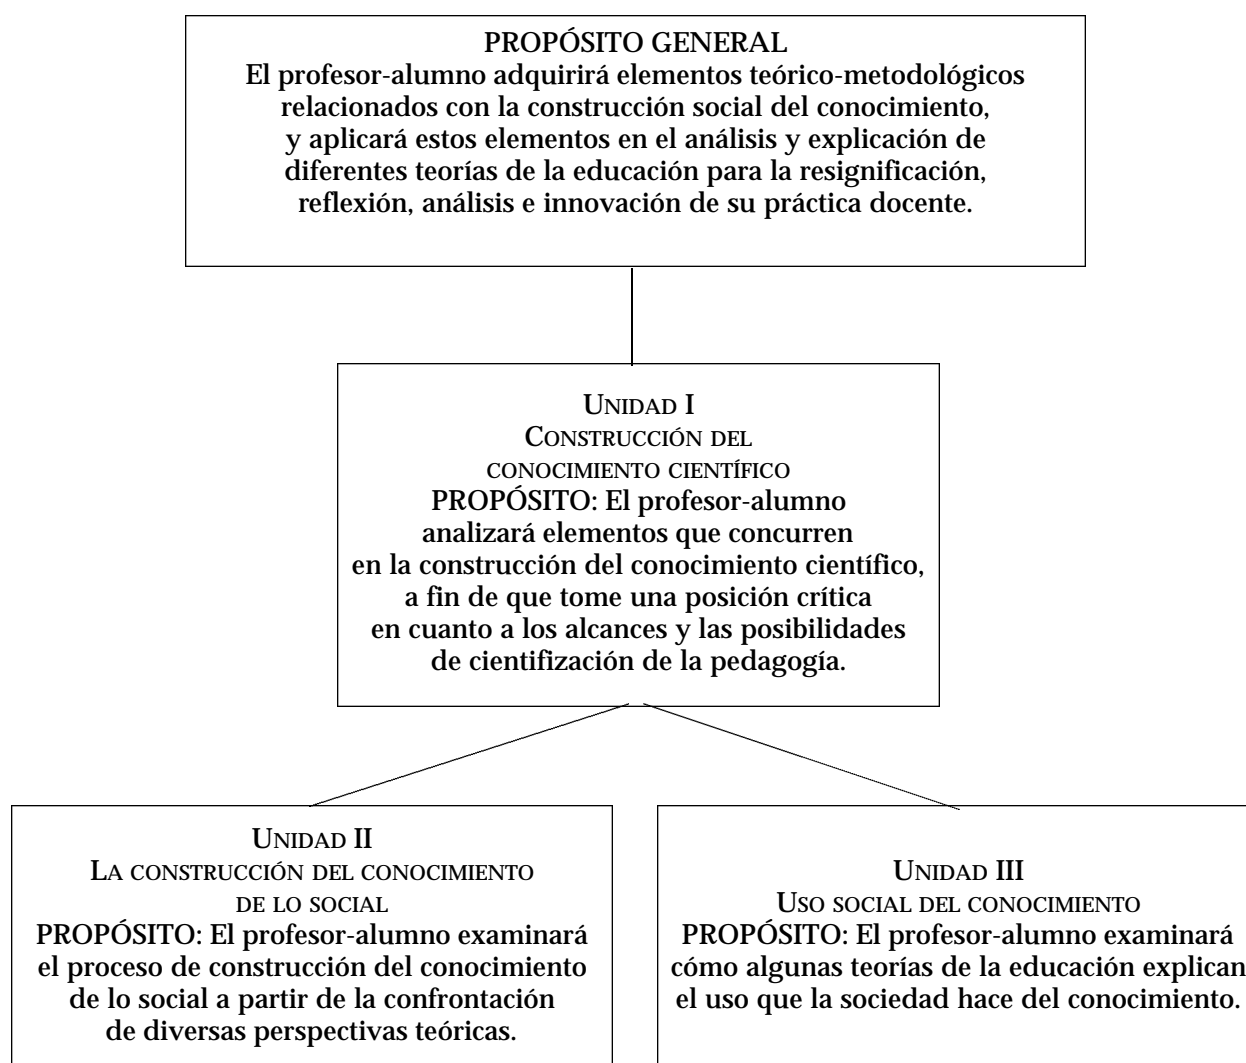 PROPÓSITO GENERAL
El profesor-alumno adquirirá elementos teórico-metodológicos
relacionados con la construcción social del conocimiento,
y aplicará estos elementos en el análisis y explicación de
diferentes teorías de la educación para la resignificación,
reflexión, análisis e innovación de su práctica docente.
UNIDAD I
CONSTRUCCIÓN DEL
CONOCIMIENTO CIENTÍFICO
PROPÓSITO: El profesor-alumno
analizará elementos que concurren
en la construcción del conocimiento científico,
a fin de que tome una posición crítica
en cuanto a los alcances y las posibilidades
de cientifización de la pedagogía.
UNIDAD II
LA CONSTRUCCIÓN DEL CONOCIMIENTO
DE LO SOCIAL
PROPÓSITO: El profesor-alumno examinará
el proceso de construcción del conocimiento
de lo social a partir de la confrontación
de diversas perspectivas teóricas.
UNIDAD III
USO SOCIAL DEL CONOCIMIENTO
PROPÓSITO: El profesor-alumno examinará
cómo algunas teorías de la educación explican
el uso que la sociedad hace del conocimiento.